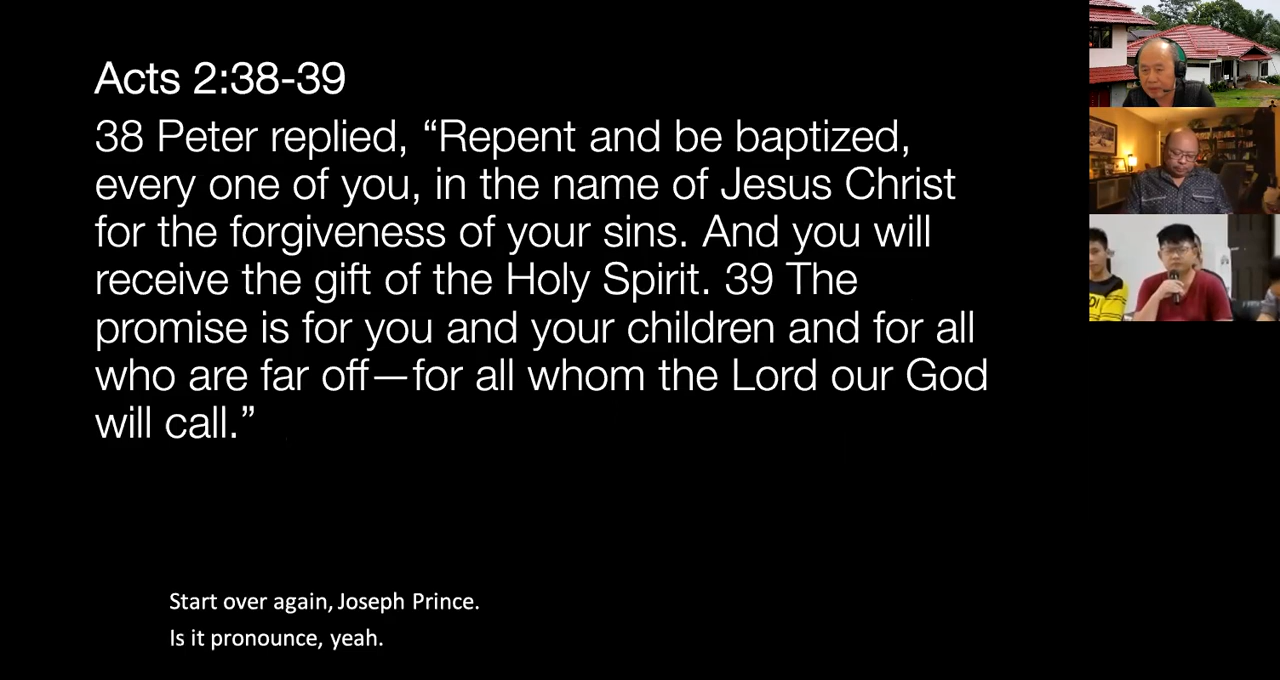 Acts 2:38-39
38 Peter replied, “Repent and be baptized,
every one of you, in the name of Jesus Christ
for the forgiveness of your sins. And you will
receive the gift of the Holy Spirit. 39 The
promise is for you and your children and for all
who are far off—for all whom the Lord our God
will call.”
Start over again, Joseph Prince.
Is it pronounce, yeah.